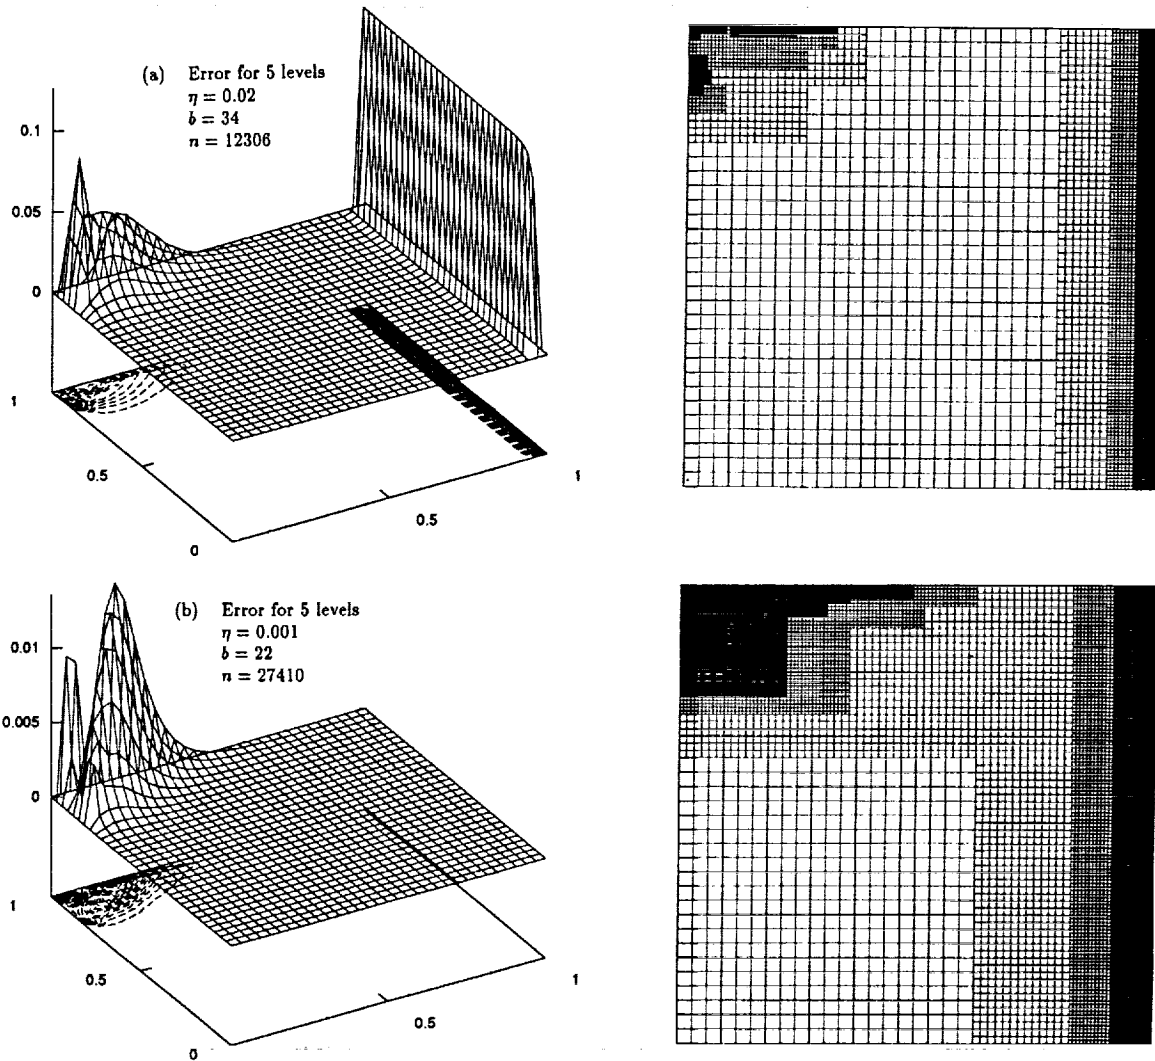 (a) Error for 5 levels
η = 0.02
b = 34
n = 12306
0.1
0.05
0
1
0.5
0
0.5
1
(b) Error for 5 levels
η = 0.001
b = 22
n = 27410
0.01
0.005
0
1
0.5
0
0.5
1